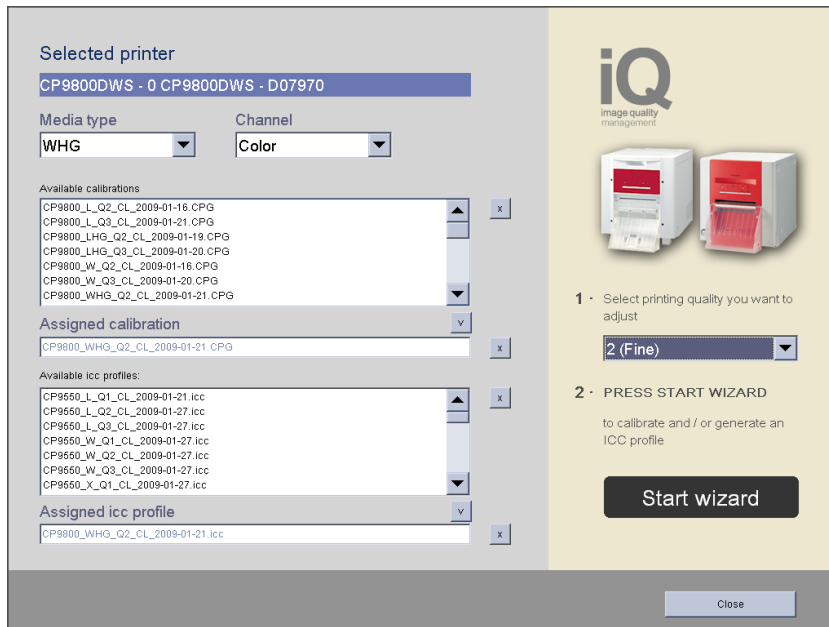 Selected printer
CP9800DWS - 0 CP9800DWS - D07970
Media type
Channel
WHG
Color
Available calibrations
x
CP9800_L_Q2_CL_2009-01-16.CPG
CP9800_L_Q3_CL_2009-01-21.CPG
CP9800_LHG_Q2_CL_2009-01-19.CPG
CP9800_LHG_Q3_CL_2009-01-20.CPG
CP9800_W_Q2_CL_2009-01-16.CPG
CP9800_W_Q3_CL_2009-01-20.CPG
CP9800_WHG_Q2_CL_2009-01-21.CPG
Assigned calibration
v
CP9800_WHG_Q2_CL_2009-01-21.CPG
x
Available icc profiles:
x
CP9550_L_Q1_CL_2009-01-21.icc
CP9550_L_Q2_CL_2009-01-27.icc
CP9550_L_Q3_CL_2009-01-27.icc
CP9550_W_Q1_CL_2009-01-27.icc
CP9550_W_Q2_CL_2009-01-27.icc
CP9550_W_Q3_CL_2009-01-27.icc
CP9550_X_Q1_CL_2009-01-27.icc
Assigned icc profile
v
CP9800_WHG_Q2_CL_2009-01-21.icc
x
iQ
image quality
management
1 · Select printing quality you want to
adjust
2 (Fine)
2 · PRESS START WIZARD
to calibrate and / or generate an
ICC profile
Start wizard
Close